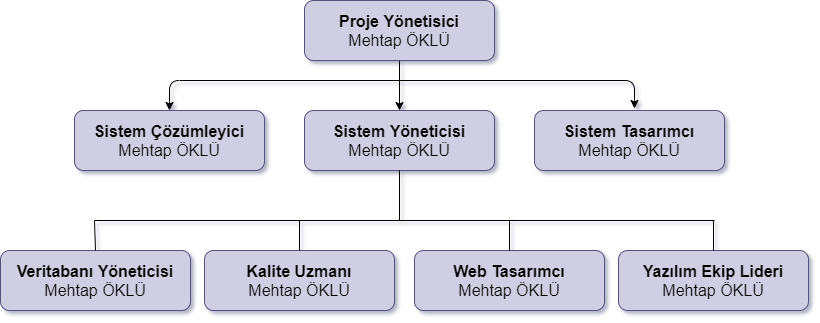 Proje Yönetisici
Mehtap ÖKLÜ
Sistem Çözümleyici
Mehtap ÖKLÜ
Sistem Yöneticisi
Mehtap ÖKLÜ
Sistem Tasarımcı
Mehtap ÖKLÜ
Veritabanı Yöneticisi
Mehtap ÖKLÜ
Kalite Uzmanı
Mehtap ÖKLÜ
Web Tasarımcı
Mehtap ÖKLÜ
Yazılım Ekip Lideri
Mehtap ÖKLÜ